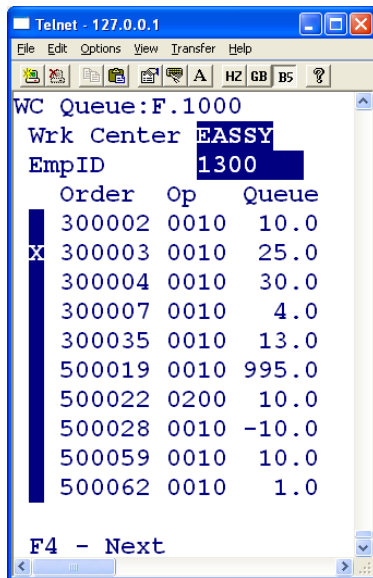 Telnet - 127.0.0.1
File Edit Options View Transfer Help
A HZ GB B5 ?
WC Queue:F.1000
Wrk Center EASSY
EmpID 1300
Order Op Queue
300002 0010 10.0
X 300003 0010 25.0
300004 0010 30.0
300007 0010 4.0
300035 0010 13.0
500019 0010 995.0
500022 0200 10.0
500028 0010 -10.0
500059 0010 10.0
500062 0010 1.0
F4 - Next